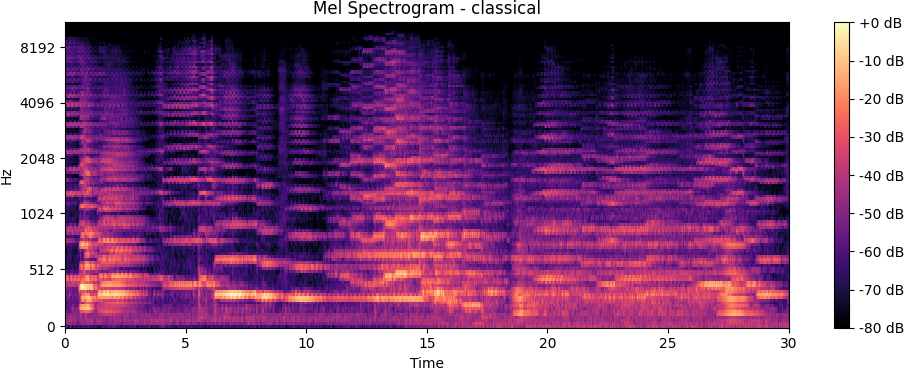 Mel Spectrogram - classical
Hz
8192
4096
2048
1024
512
0
0 5 10 15 20 25 30
Time
+0 dB
-10 dB
-20 dB
-30 dB
-40 dB
-50 dB
-60 dB
-70 dB
-80 dB